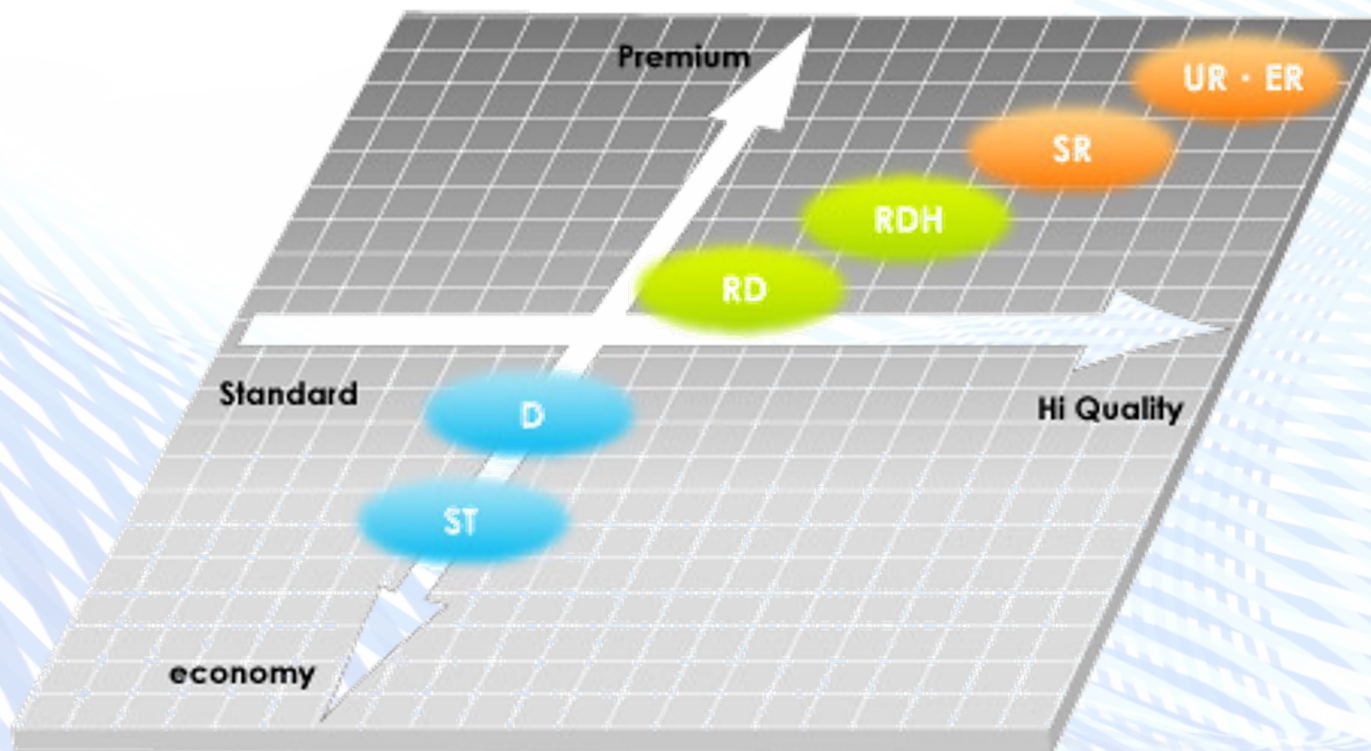 Premium
UR・ER
SR
RDH
RD
Standard
D
Hi Quality
ST
economy